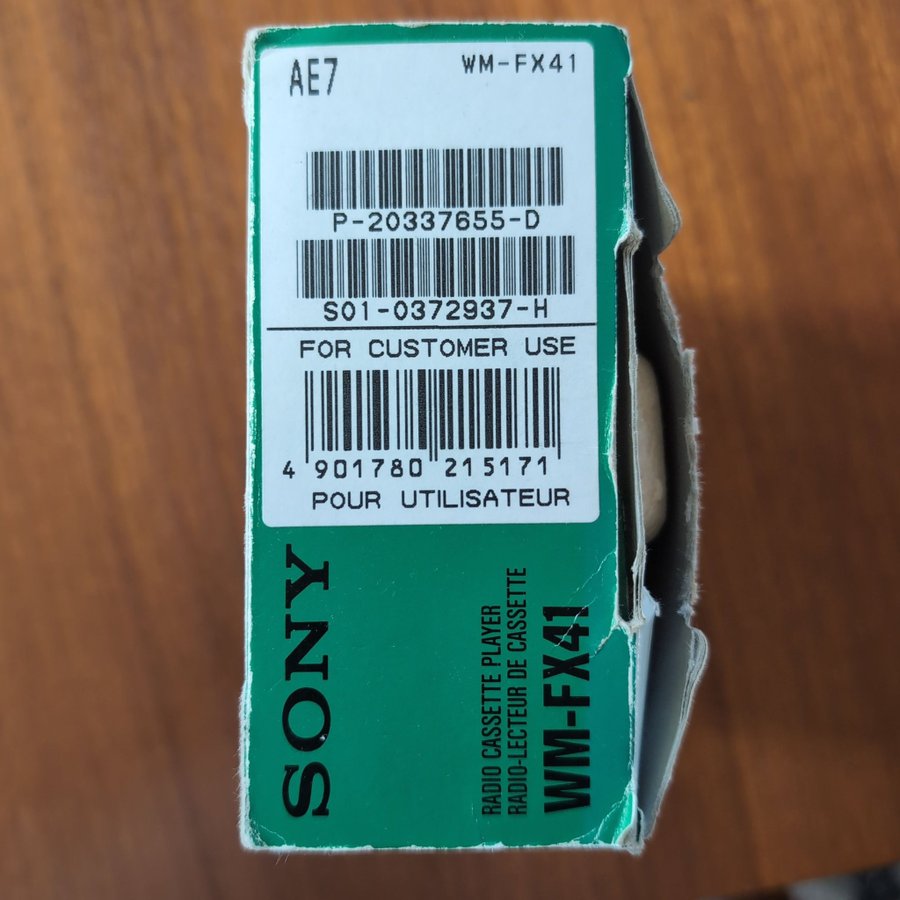 AE7 WM-FX41
P-20337655-D
S01-0372937-H
FOR CUSTOMER USE
4 901780 215171
POUR UTILISATEUR
SONY
RADIO CASSETTE PLAYER
RADIO-LECTEUR DE CASSETTE
WM-FX41